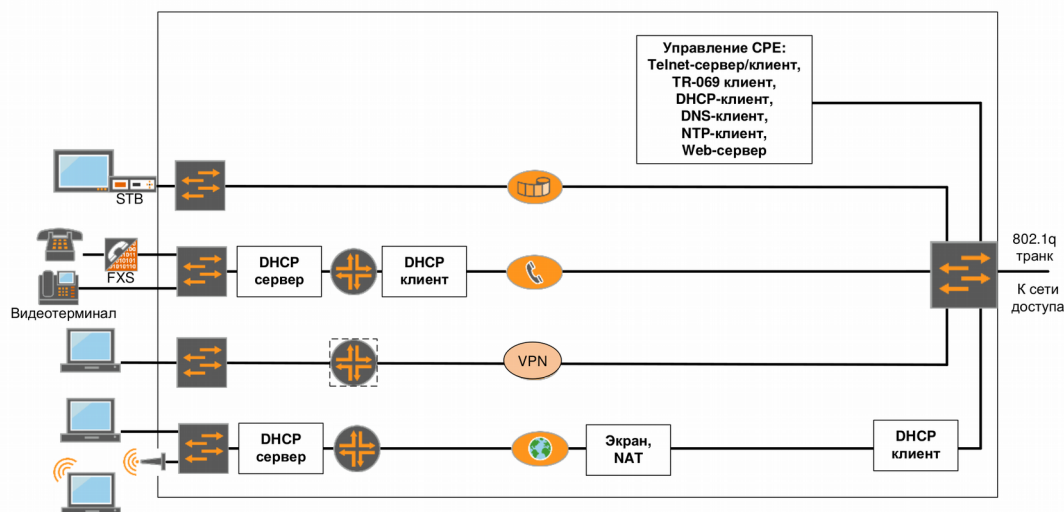 Управление CPE:
Telnet-сервер/клиент,
TR-069 клиент,
DHCP-клиент,
DNS-клиент,
NTP-клиент,
Web-сервер
STB
FXS
Видеотерминал
DHCP
сервер
DHCP
клиент
802.1q
транк
К сети
доступа
VPN
DHCP
сервер
Экран,
NAT
DHCP
клиент